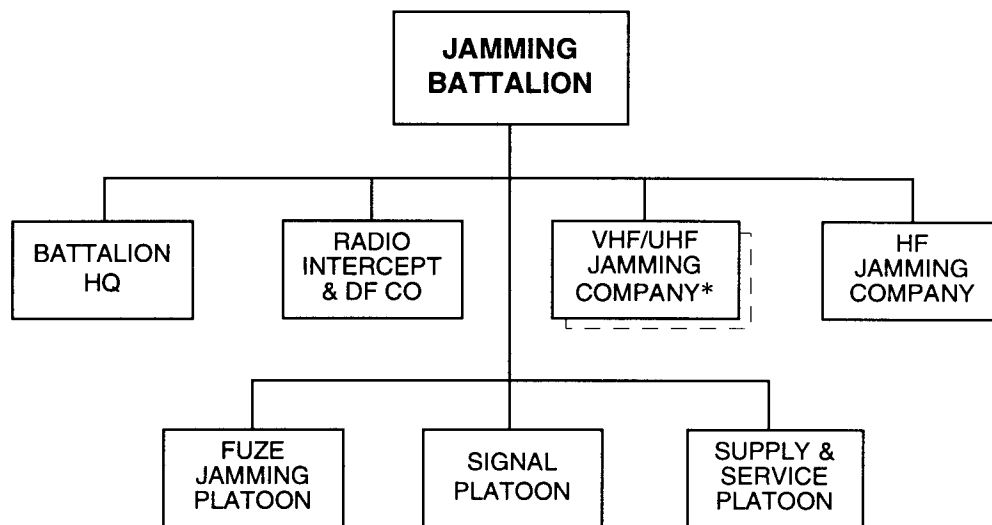 JAMMING
BATTALION
BATTALION
HQ
RADIO
INTERCEPT
& DF CO
VHF/UHF
JAMMING
COMPANY*
HF
JAMMING
COMPANY
FUZE
JAMMING
PLATOON
SIGNAL
PLATOON
SUPPLY &
SERVICE
PLATOON